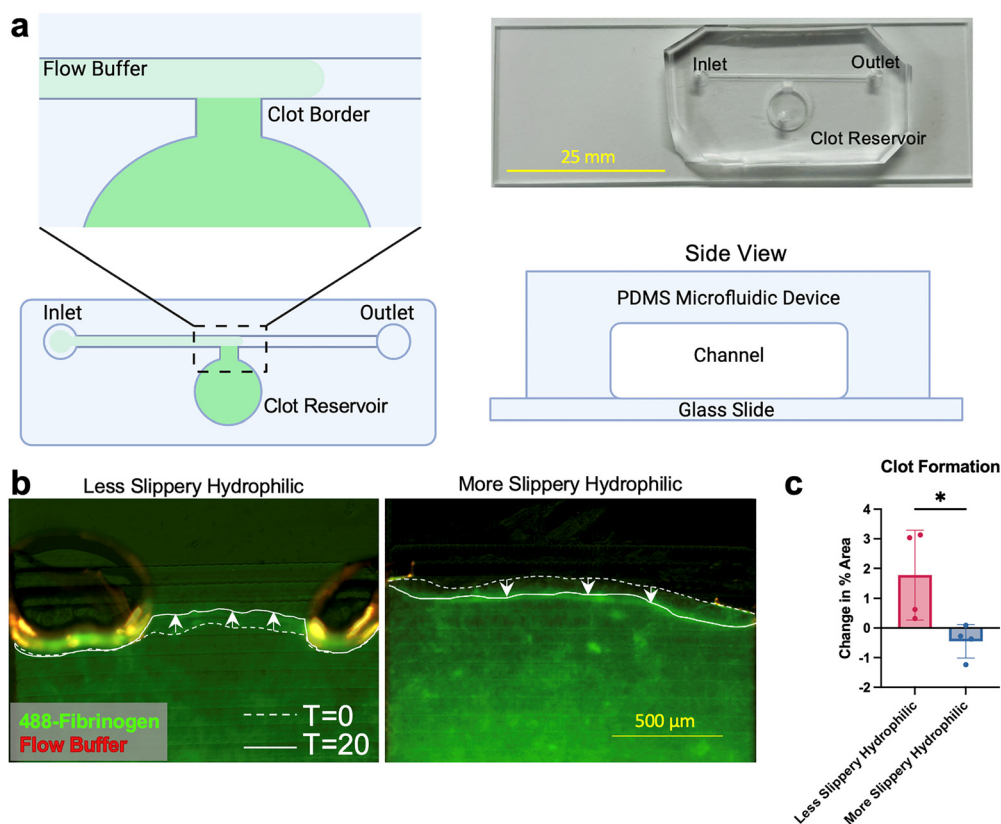 a
Flow Buffer
Clot Border
Inlet
Outlet
Clot Reservoir
25 mm
Inlet
Outlet
Clot Reservoir
Side View
PDMS Microfluidic Device
Channel
Glass Slide
b
Less Slippery Hydrophilic
More Slippery Hydrophilic
488-Fibrinogen
Flow Buffer
T=0
T=20
500 µm
c
Clot Formation
*
Change in % Area
4
3
2
1
0
-1
-2
Less Slippery Hydrophilic
More Slippery Hydrophilic